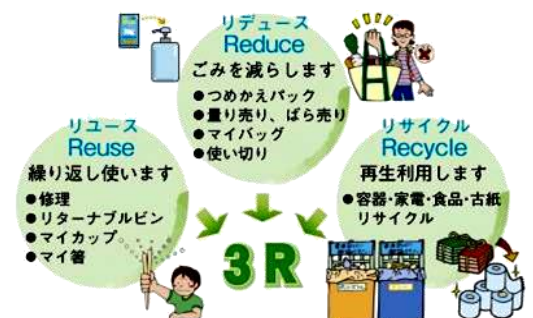 リデュース
Reduce
ごみを減らします
●つめかえパック
●量り売り、ばら売り
●マイバッグ
●使い切り
リユース
Reuse
繰り返し使います
●修理
●リターナブルビン
●マイカップ
●マイ箸
リサイクル
Recycle
再生利用します
●容器・家電・食品・古紙
リサイクル
3R